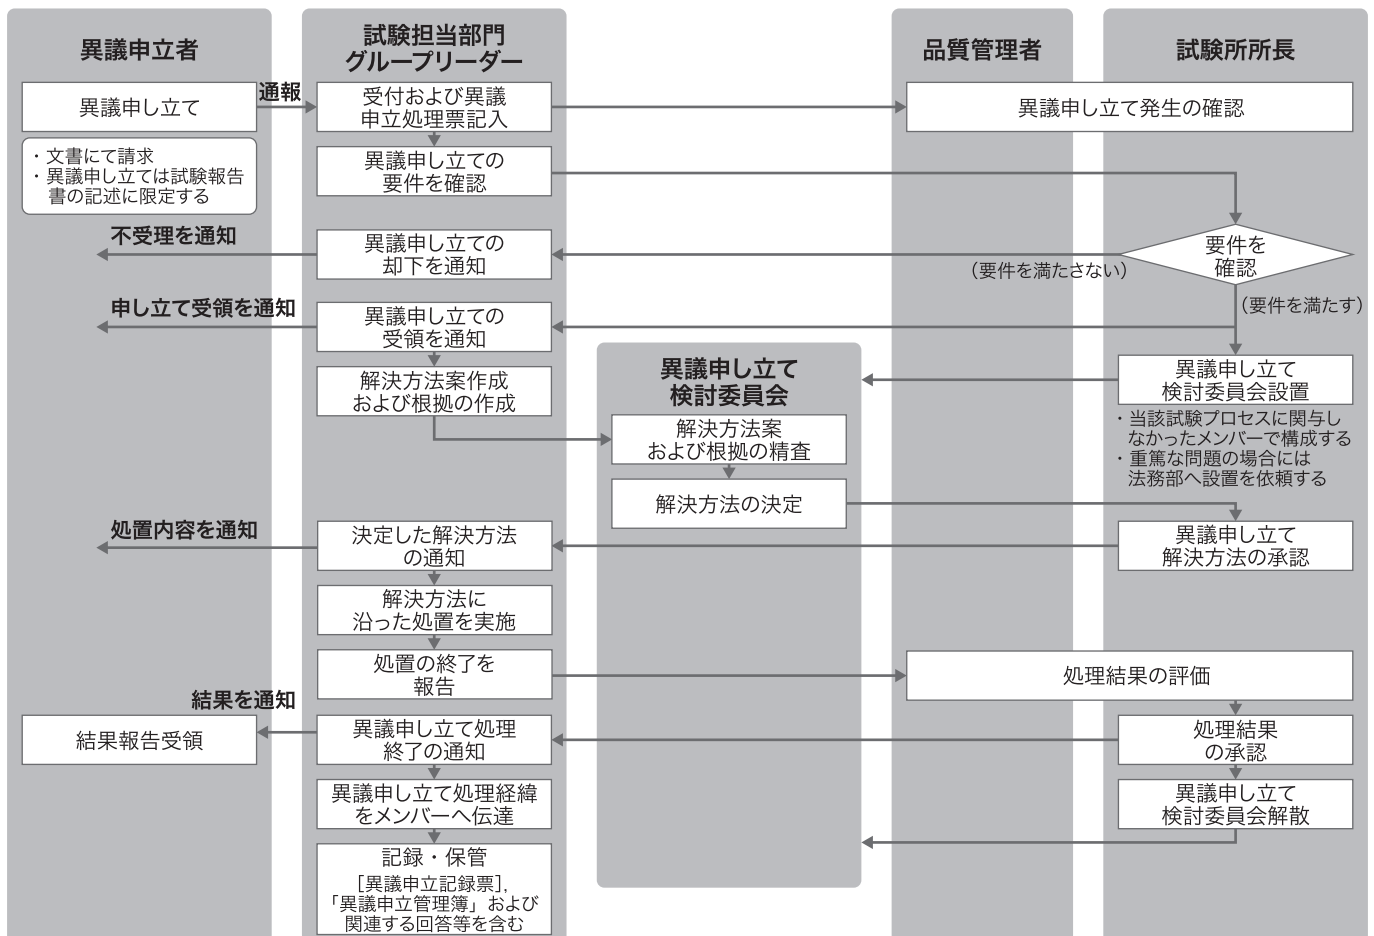 異議申立者
試験担当部門
グループリーダー
品質管理者
試験所所長
異議申し立て
通報
受付および異議
申立処理票記入
異議申し立て発生の確認
・文書にて請求
・異議申し立ては試験報告
書の記述に限定する
異議申し立ての
要件を確認
不受理を通知
異議申し立ての
却下を通知
(要件を満たさない)
要件を
確認
(要件を満たす)
申し立て受領を通知
異議申し立ての
受領を通知
異議申し立て
検討委員会
異議申し立て
検討委員会設置
・当該試験プロセスに関与し
なかったメンバーで構成する
・重篤な問題の場合には
法務部へ設置を依頼する
解決方法案作成
および根拠の作成
解決方法案
および根拠の精査
解決方法の決定
処置内容を通知
決定した解決方法
の通知
異議申し立て
解決方法の承認
解決方法に
沿った処置を実施
処置の終了を
報告
処理結果の評価
結果を通知
結果報告受領
異議申し立て処理
終了の通知
処理結果
の承認
異議申し立て処理経緯
をメンバーへ伝達
異議申し立て
検討委員会解散
記録・保管
[異議申立記録票],
「異議申立管理簿」および
関連する回答等を含む